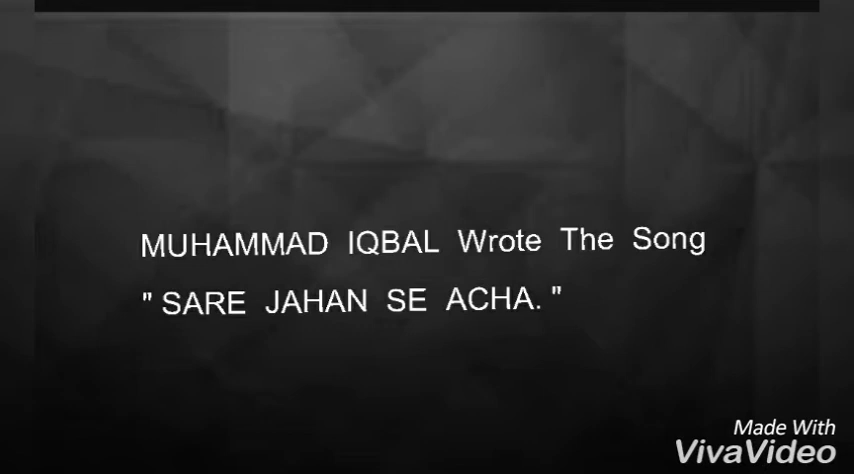 MUHAMMAD IQBAL Wrote The Song
" SARE JAHAN SE ACHA. "
Made With
VivaVideo